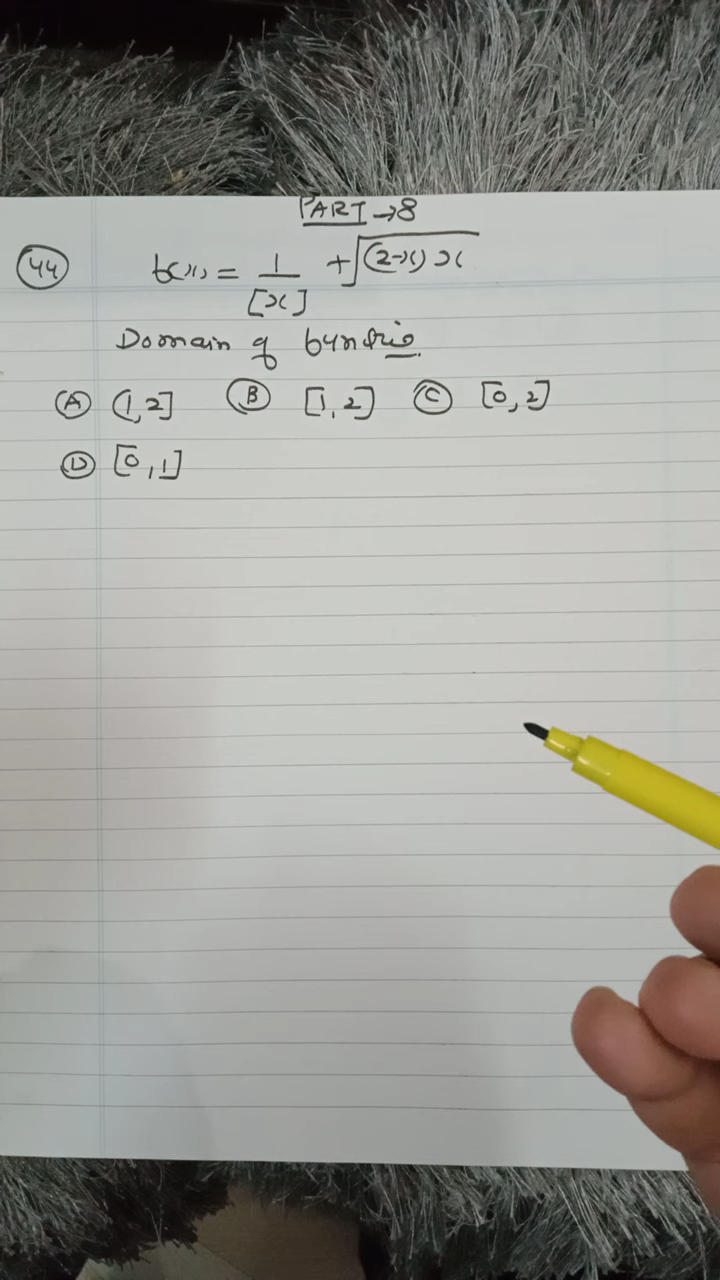 PART → 8
44 f(x) = 1/[x] + √(2-x)x
Domain of function.
A (1,2] B [1,2] C [0,2]
D [0,1]